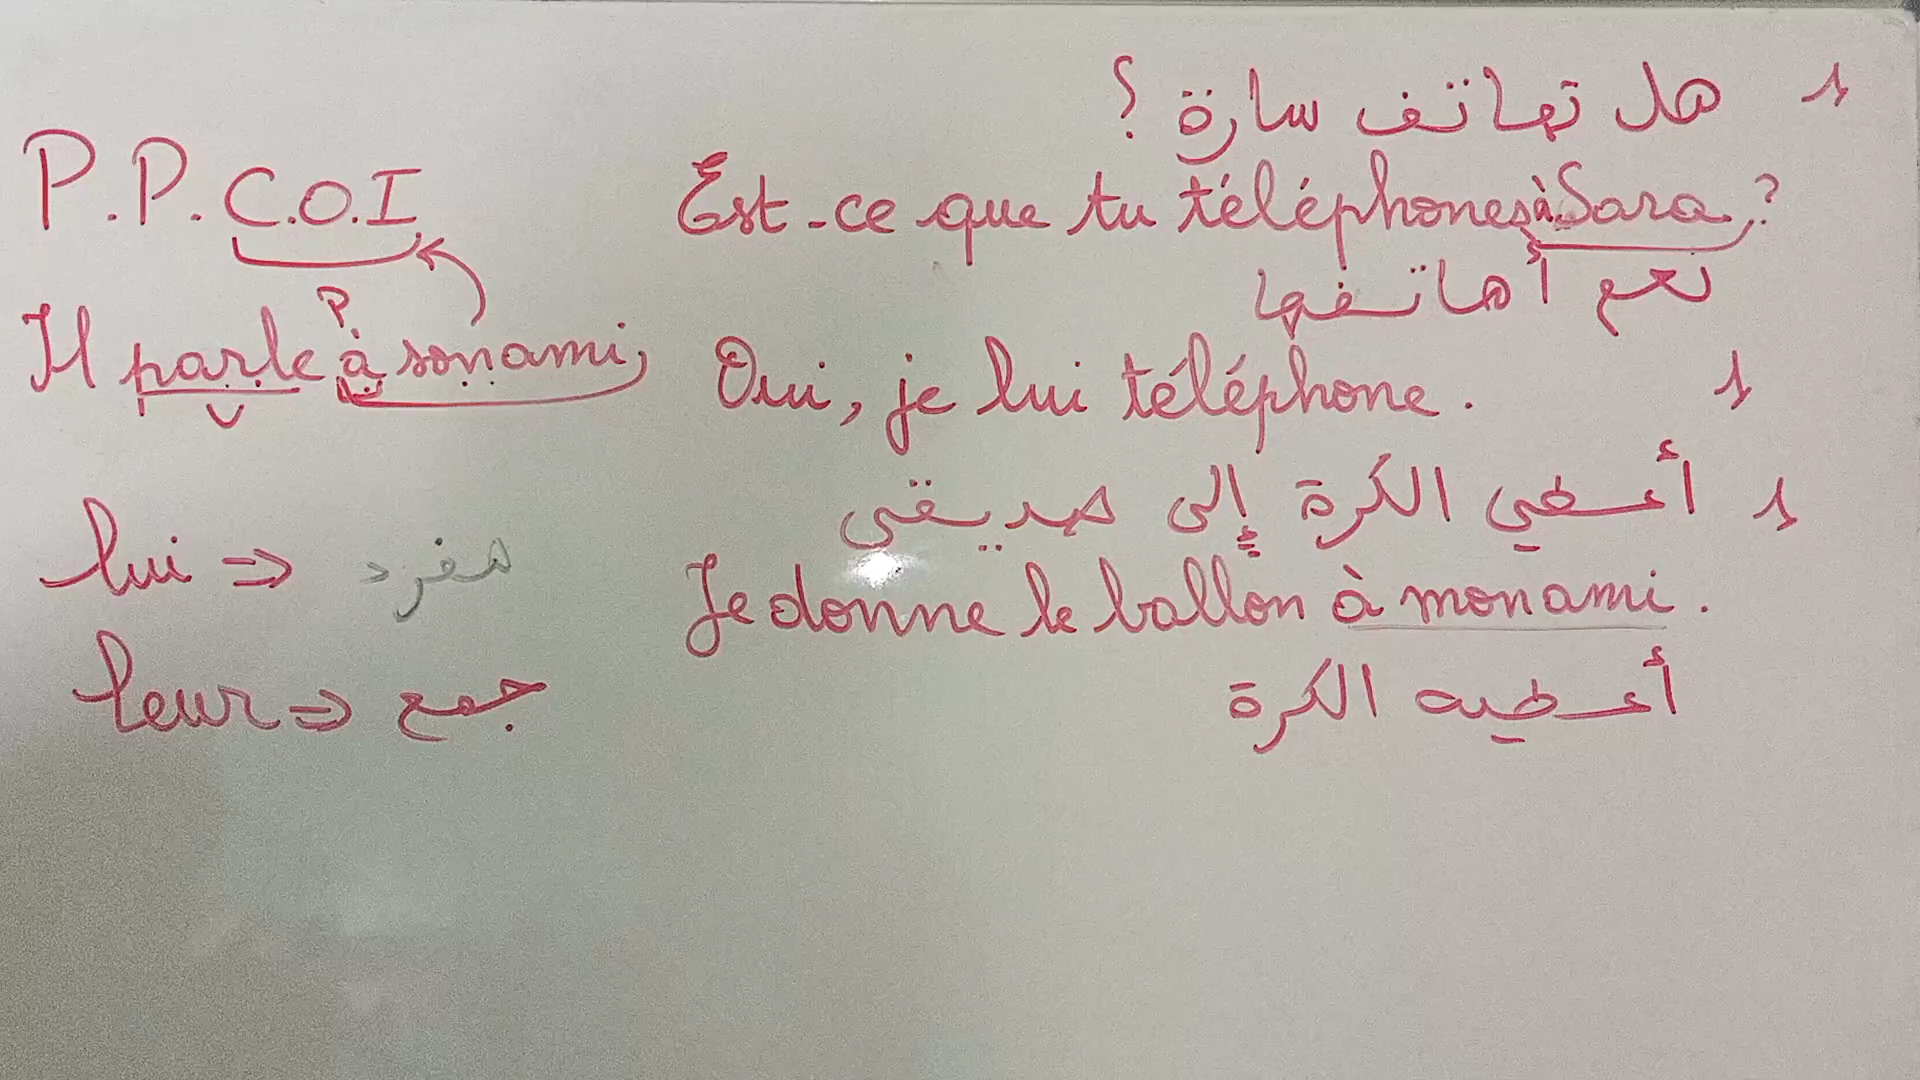 P.P.C.O.I
P
Il parle à son ami,
V
lui => مفرد
leur => جمع
1 هل تهاتف سارة ؟
Est-ce que tu téléphones à Sara ?
نعم أهاتفها
Oui, je lui téléphone. 1
1 أعطي الكرة إلى صديقي
Je donne le ballon à mon ami.
أعطيه الكرة